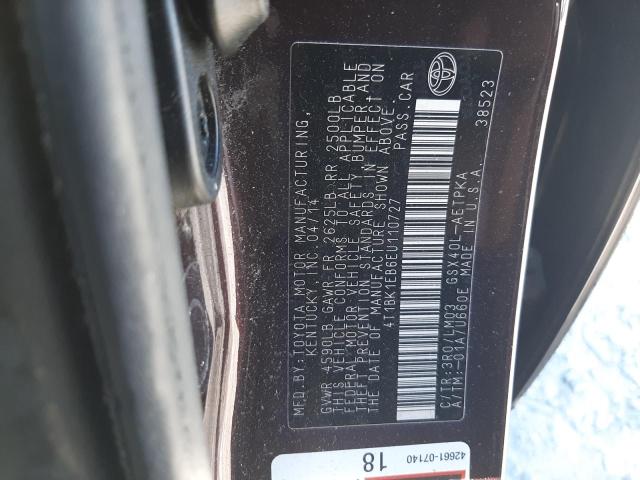 MFD.BY: TOYOTA MOTOR MANUFACTURING,
KENTUCKY, INC. 04/14
GVWR 4590LB GAWR FR 2625LB RR 2500LB
THIS VEHICLE CONFORMS TO ALL APPLICABLE
FEDERAL MOTOR VEHICLE SAFETY, BUMPER AND
THEFT PREVENTION STANDARDS IN EFFECT ON
THE DATE OF MANUFACTURE SHOWN ABOVE.
4T1BK1EB6EU110727 PASS. CAR
C/TR:3R0/LM03 GSX40L-AETPKA
A/TM:-01A/U660E MADE IN U.S.A.
38523
42661-07140
18